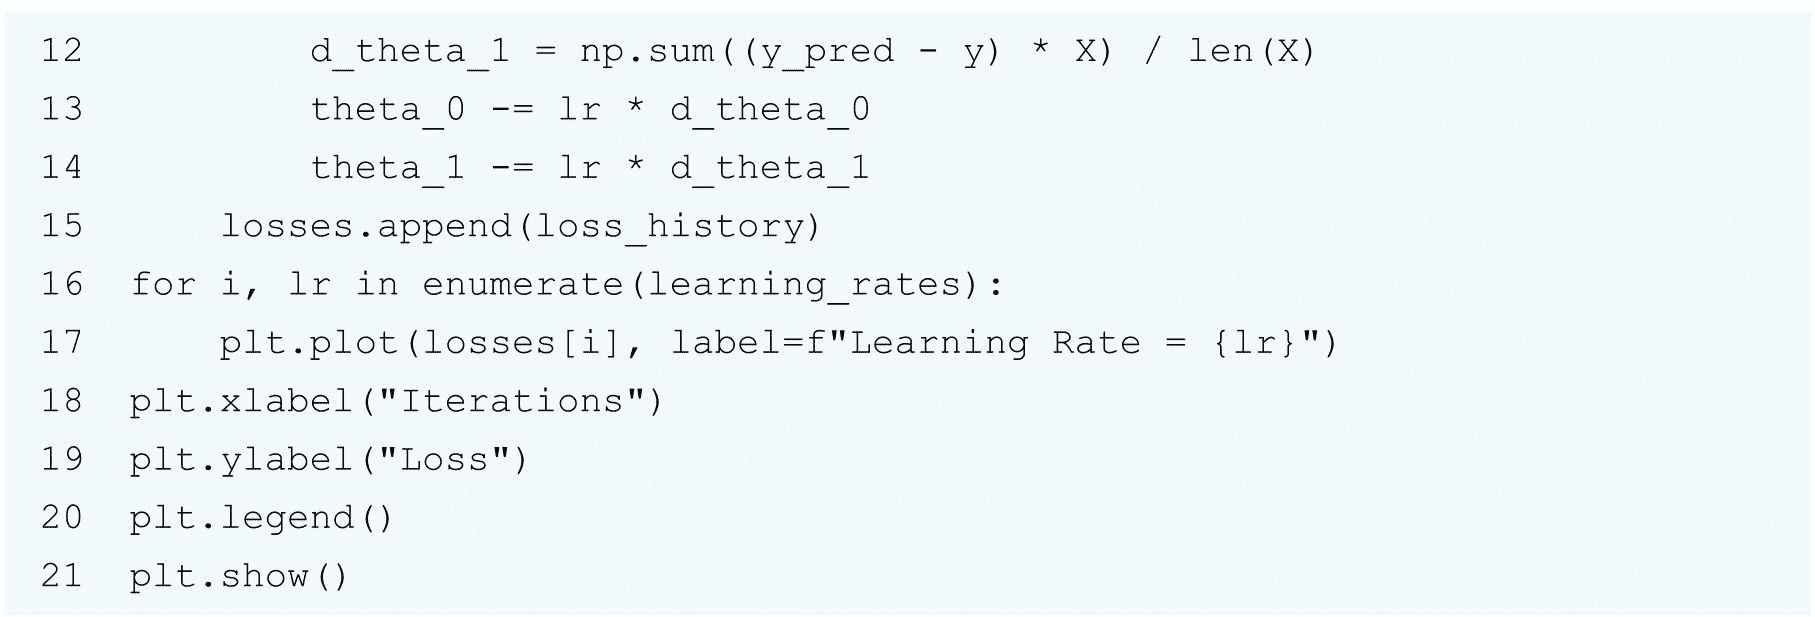 12          d_theta_1 = np.sum((y_pred - y) * X) / len(X)
13          theta_0 -= lr * d_theta_0
14          theta_1 -= lr * d_theta_1
15      losses.append(loss_history)
16  for i, lr in enumerate(learning_rates):
17      plt.plot(losses[i], label=f"Learning Rate = {lr}")
18  plt.xlabel("Iterations")
19  plt.ylabel("Loss")
20  plt.legend()
21  plt.show()